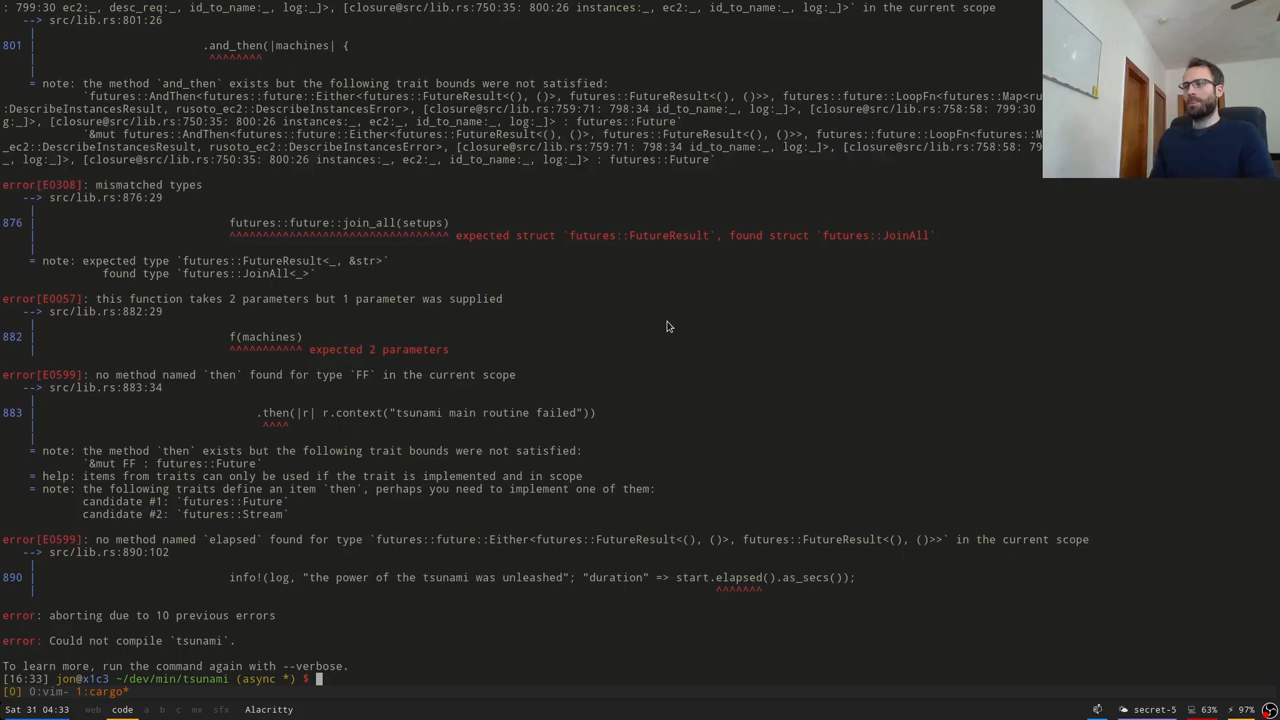 : 799:30 ec2:_, desc_req:_, id_to_name:_, log:_]>, [closure@src/lib.rs:750:35: 800:26 instances:_, ec2:_, id_to_name:_, log:_]>` in the current scope
--> src/lib.rs:801:26
|
801 | .and_then(|machines| {
| ^^^^^^^^
|
= note: the method `and_then` exists but the following trait bounds were not satisfied:
`futures::AndThen<futures::future::Either<futures::FutureResult<(), ()>, futures::FutureResult<(), ()>>, futures::future::LoopFn<futures::Map<ru
:DescribeInstancesResult, rusoto_ec2::DescribeInstancesError>, [closure@src/lib.rs:759:71: 798:34 id_to_name:_, log:_]>, [closure@src/lib.rs:758:58: 799:30
g:_]>, [closure@src/lib.rs:750:35: 800:26 instances:_, ec2:_, id_to_name:_, log:_]> : futures::Future`
`&mut futures::AndThen<futures::future::Either<futures::FutureResult<(), ()>, futures::FutureResult<(), ()>>, futures::future::LoopFn<futures::M
_ec2::DescribeInstancesResult, rusoto_ec2::DescribeInstancesError>, [closure@src/lib.rs:759:71: 798:34 id_to_name:_, log:_]>, [closure@src/lib.rs:758:58: 79
log:_]>, [closure@src/lib.rs:750:35: 800:26 instances:_, ec2:_, id_to_name:_, log:_]> : futures::Future`
error[E0308]: mismatched types
--> src/lib.rs:876:29
|
876 | futures::future::join_all(setups)
| ^^^^^^^^^^^^^^^^^^^^^^^^^^^^^^^^^ expected struct `futures::FutureResult`, found struct `futures::JoinAll`
|
= note: expected type `futures::FutureResult<_, &str>`
found type `futures::JoinAll<_>`
error[E0057]: this function takes 2 parameters but 1 parameter was supplied
--> src/lib.rs:882:29
|
882 | f(machines)
| ^^^^^^^^^^^ expected 2 parameters
error[E0599]: no method named `then` found for type `FF` in the current scope
--> src/lib.rs:883:34
|
883 | .then(|r| r.context("tsunami main routine failed"))
| ^^^^
|
= note: the method `then` exists but the following trait bounds were not satisfied:
`&mut FF : futures::Future`
= help: items from traits can only be used if the trait is implemented and in scope
= note: the following traits define an item `then`, perhaps you need to implement one of them:
candidate #1: `futures::Future`
candidate #2: `futures::Stream`
error[E0599]: no method named `elapsed` found for type `futures::future::Either<futures::FutureResult<(), ()>, futures::FutureResult<(), ()>>` in the current scope
--> src/lib.rs:890:102
|
890 | info!(log, "the power of the tsunami was unleashed"; "duration" => start.elapsed().as_secs());
| ^^^^^^^
error: aborting due to 10 previous errors
error: Could not compile `tsunami`.
To learn more, run the command again with --verbose.
[16:33] jon@x1c3 ~/dev/min/tsunami (async *) $
[0] 0:vim- 1:cargo*
Sat 31 04:33 web code a b c mx sfx Alacritty secret-5 63% 97%